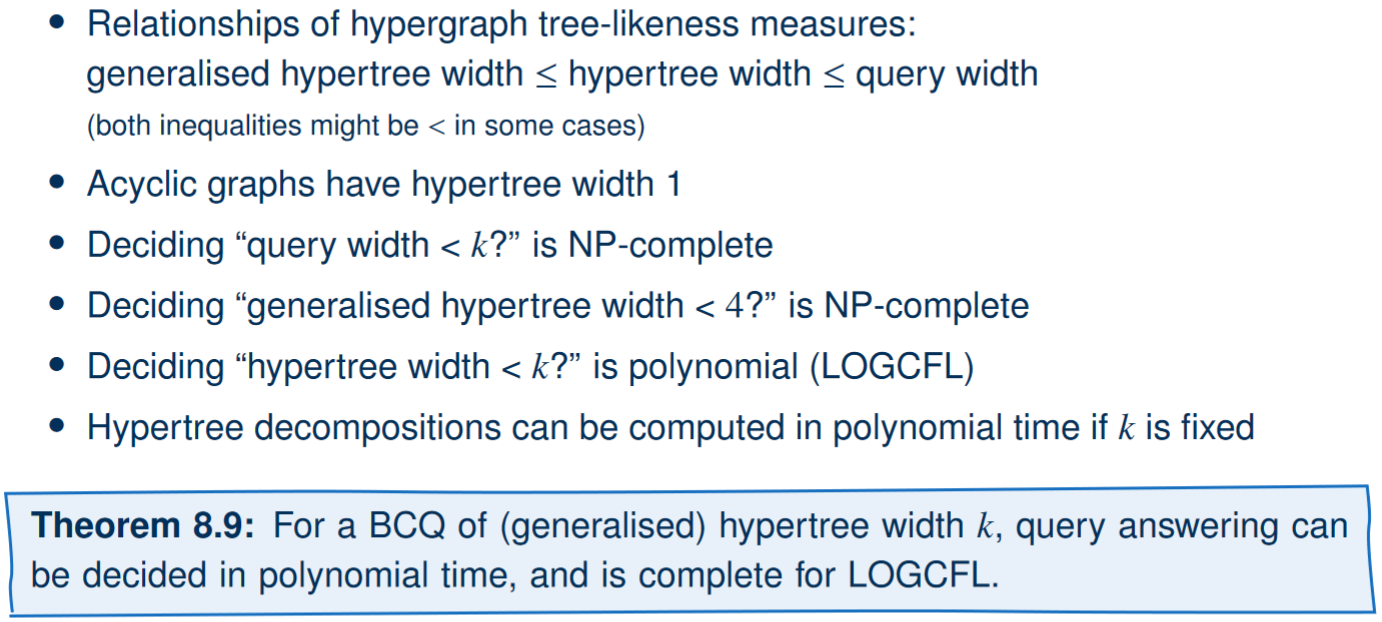 • Relationships of hypergraph tree-likeness measures:
generalised hypertree width ≤ hypertree width ≤ query width
(both inequalities might be < in some cases)
• Acyclic graphs have hypertree width 1
• Deciding “query width < k?” is NP-complete
• Deciding “generalised hypertree width < 4?” is NP-complete
• Deciding “hypertree width < k?” is polynomial (LOGCFL)
• Hypertree decompositions can be computed in polynomial time if k is fixed
Theorem 8.9: For a BCQ of (generalised) hypertree width k, query answering can
be decided in polynomial time, and is complete for LOGCFL.